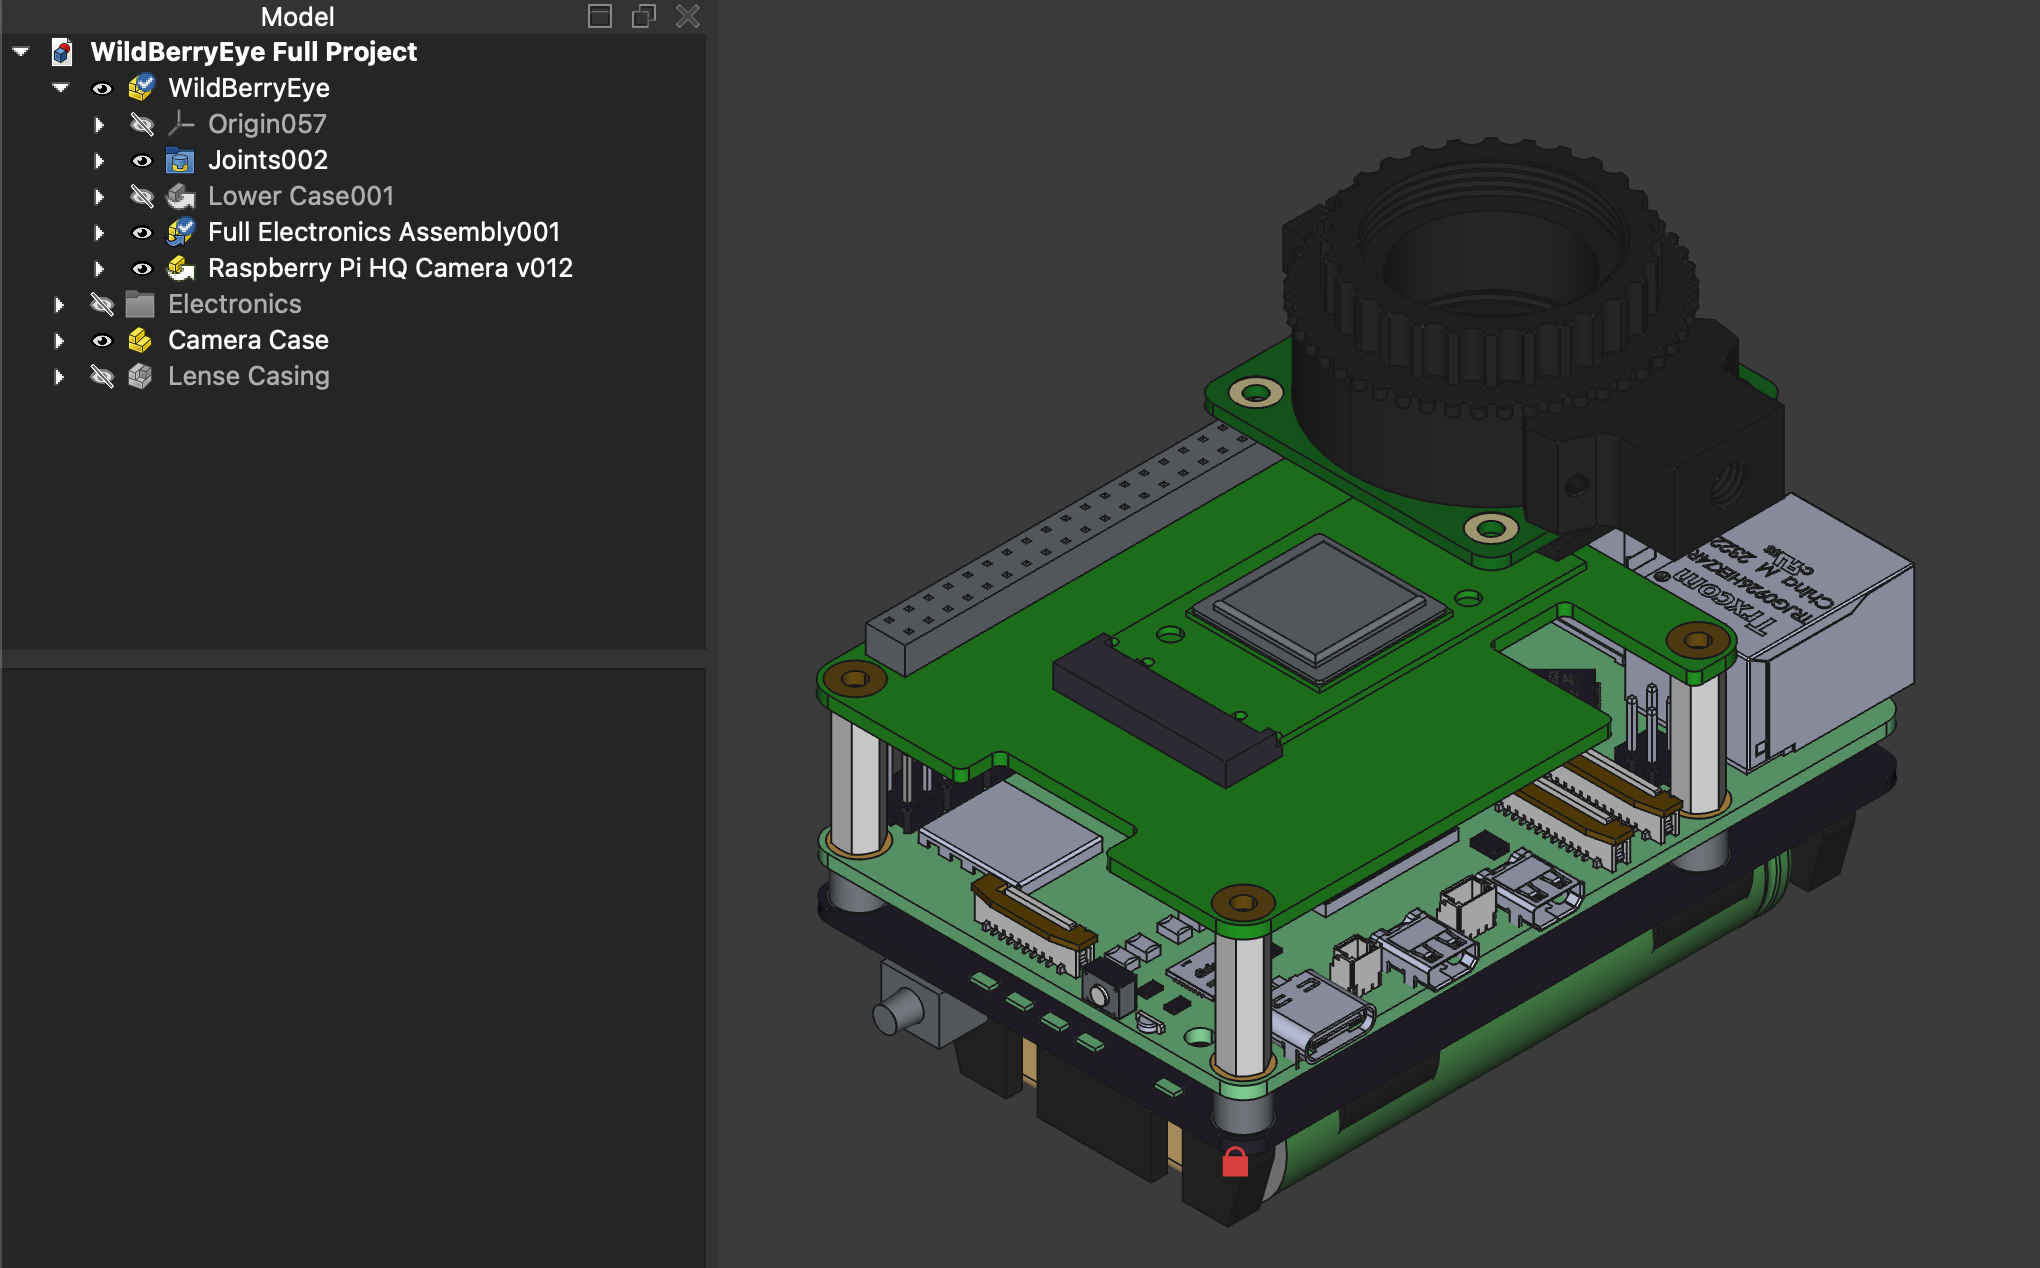 Model
WildBerryEye Full Project
WildBerryEye
Origin057
Joints002
Lower Case001
Full Electronics Assembly001
Raspberry Pi HQ Camera v012
Electronics
Camera Case
Lense Casing
Trxcom
China M 2322